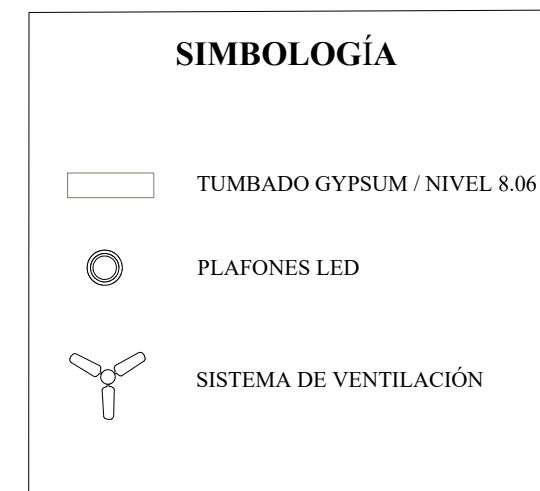 SIMBOLOGÍA
TUMBADO GYPSUM / NIVEL 8.06
PLAFONES LED
SISTEMA DE VENTILACIÓN